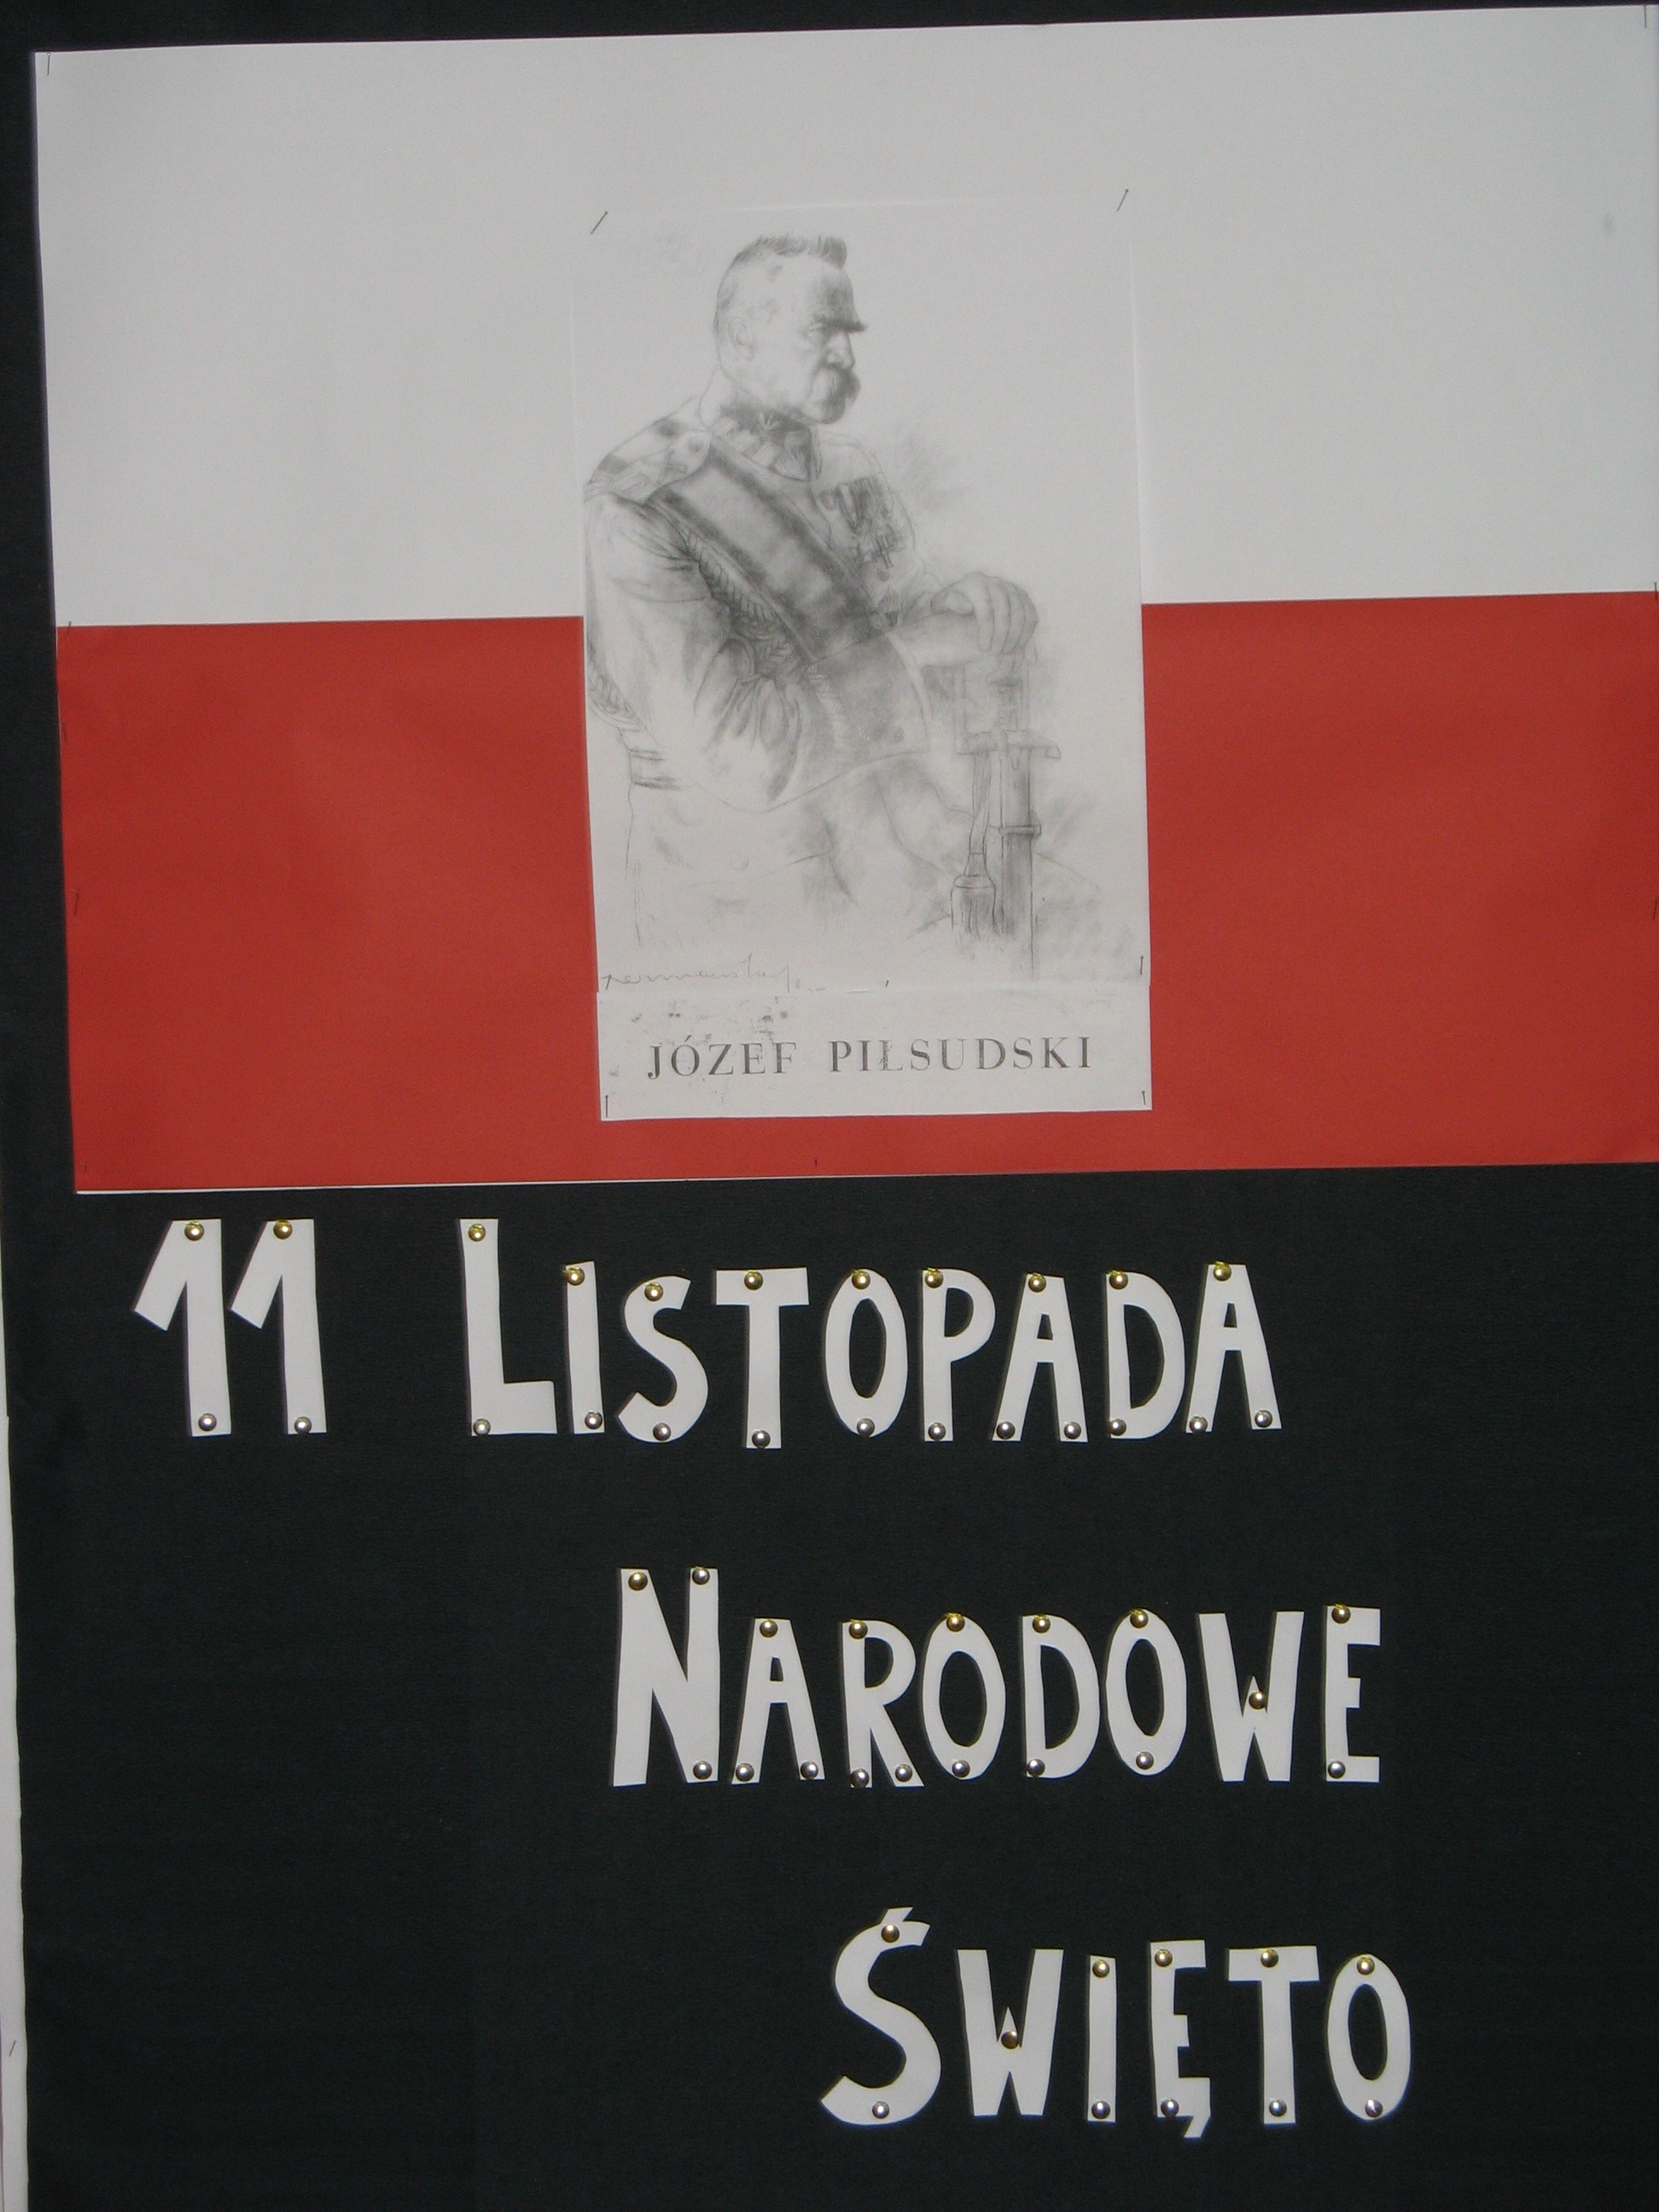 JÓZEF PIŁSUDSKI
11 LISTOPADA
NARODOWE
ŚWIĘTO